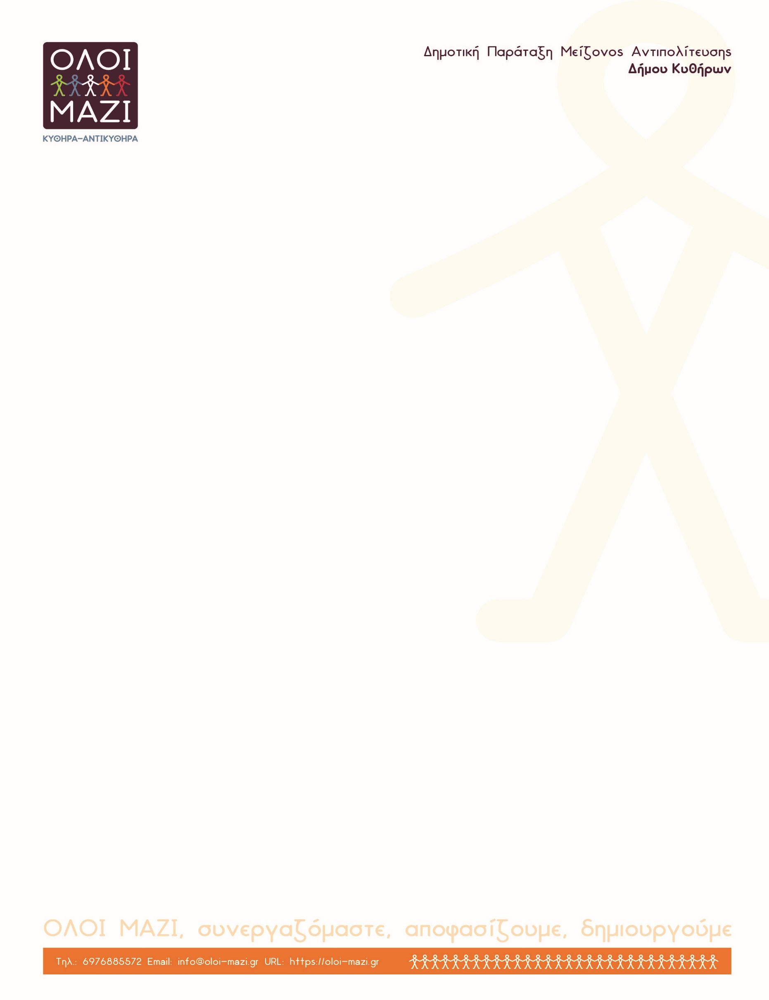 ΟΛΟΙ
ΜΑΖΙ
ΚΥΘΗΡΑ-ΑΝΤΙΚΥΘΗΡΑ
Δημοτική Παράταξη Μείζονος Αντιπολίτευσης
Δήμου Κυθήρων
ΟΛΟΙ ΜΑΖΙ, συνεργαζόμαστε, αποφασίζουμε, δημιουργούμε
Τηλ.: 6976885572 Email: info@oloi-mazi.gr URL: https://oloi-mazi.gr